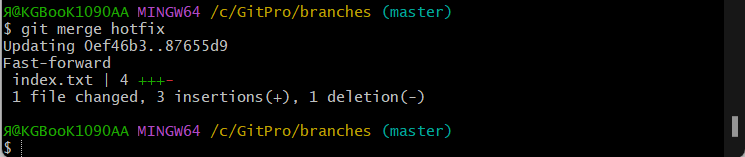 Я@KGBooK1090AA MINGW64 /c/GitPro/branches (master)
$ git merge hotfix
Updating 0ef46b3..87655d9
Fast-forward
 index.txt | 4 +++-
 1 file changed, 3 insertions(+), 1 deletion(-)
Я@KGBooK1090AA MINGW64 /c/GitPro/branches (master)
$